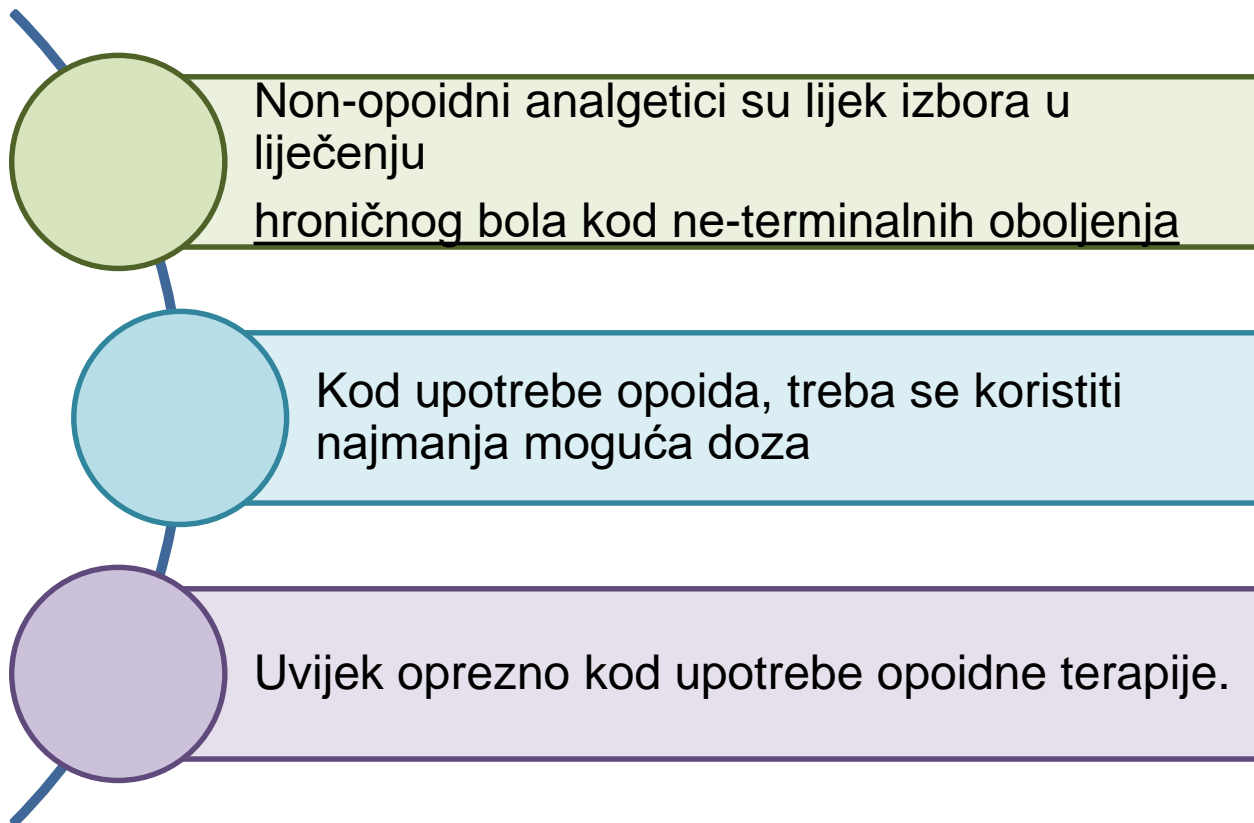 Non-opoidni analgetici su lijek izbora u
liječenju
hroničnog bola kod ne-terminalnih oboljenja
Kod upotrebe opoida, treba se koristiti
najmanja moguća doza
Uvijek oprezno kod upotrebe opoidne terapije.